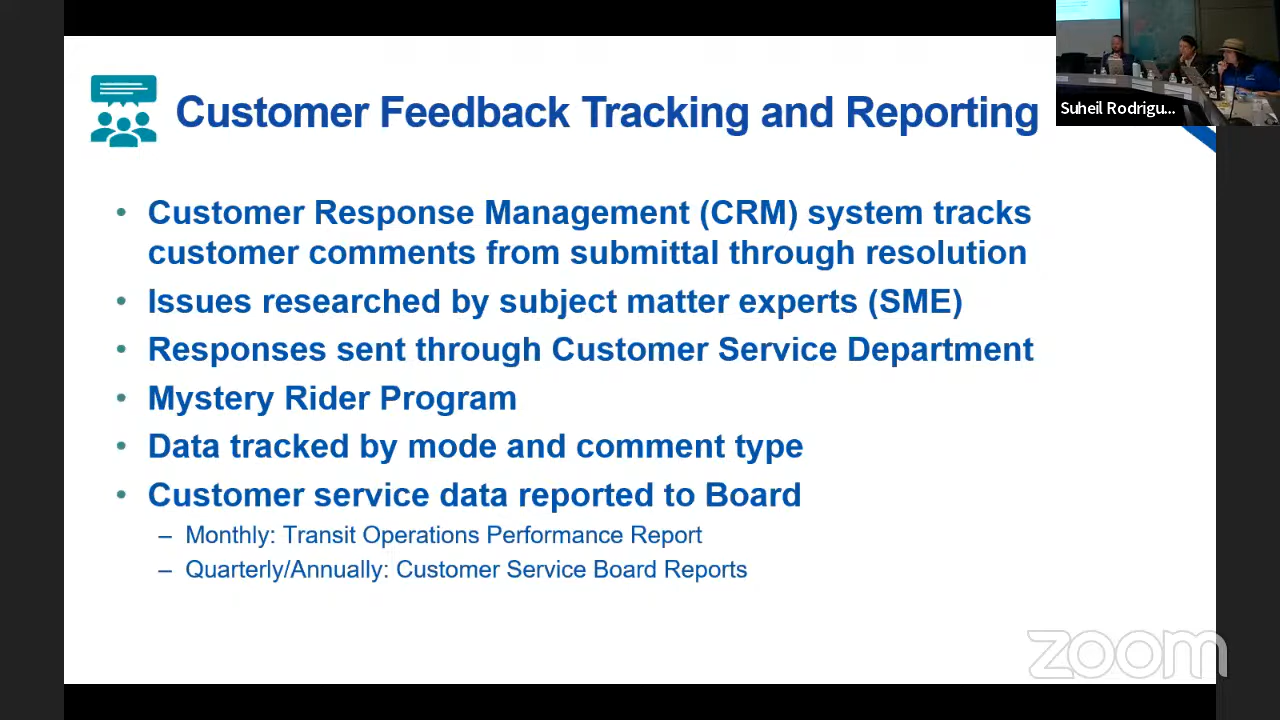 Customer Feedback Tracking and Reporting
Suheil Rodrigu...
• Customer Response Management (CRM) system tracks
customer comments from submittal through resolution
• Issues researched by subject matter experts (SME)
• Responses sent through Customer Service Department
• Mystery Rider Program
• Data tracked by mode and comment type
• Customer service data reported to Board
– Monthly: Transit Operations Performance Report
– Quarterly/Annually: Customer Service Board Reports
zoom